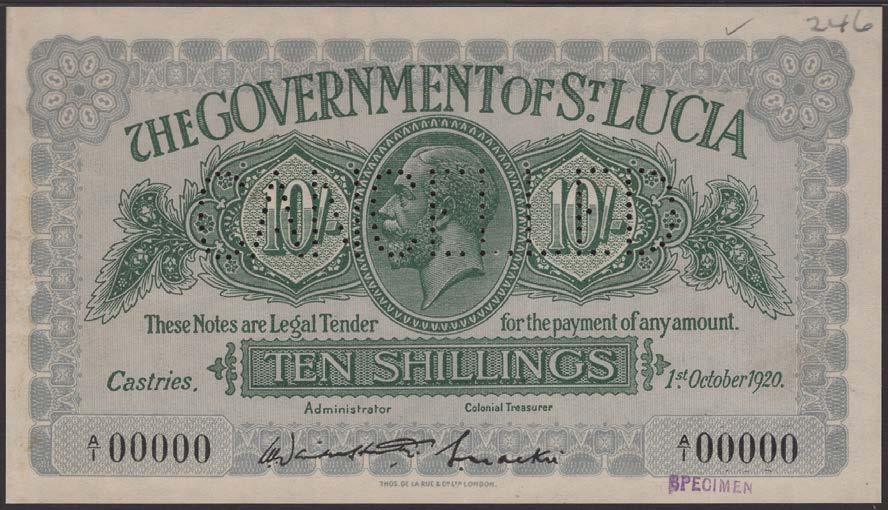 246
THE GOVERNMENT OF ST. LUCIA
CANCELLED
10/- 10/-
These Notes are Legal Tender for the payment of any amount.
TEN SHILLINGS
Castries. 1st. October 1920.
Administrator Colonial Treasurer
A/1 00000 A/1 00000
THOS. DE LA RUE & CO. LTD. LONDON.
SPECIMEN